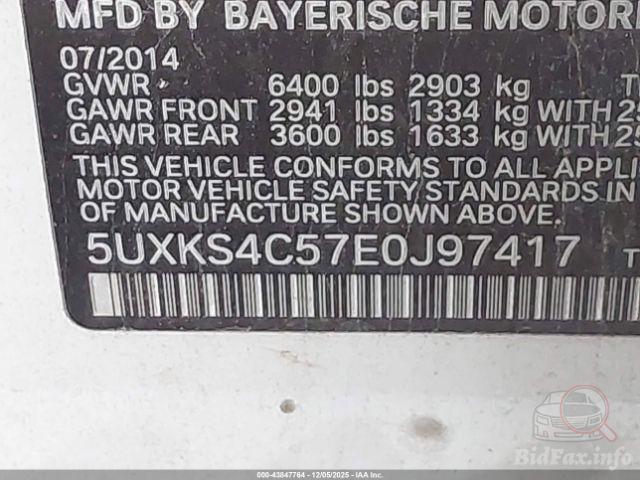 MFD BY BAYERISCHE MOTOR
07/2014
GVWR 6400 lbs 2903 kg
GAWR FRONT 2941 lbs 1334 kg WITH 2
GAWR REAR 3600 lbs 1633 kg WITH 25
THIS VEHICLE CONFORMS TO ALL APPLI
MOTOR VEHICLE SAFETY STANDARDS IN
OF MANUFACTURE SHOWN ABOVE.
5UXKS4C57E0J97417 T
BidFax.info
000-43847764 - 12/05/2025 - IAA Inc.